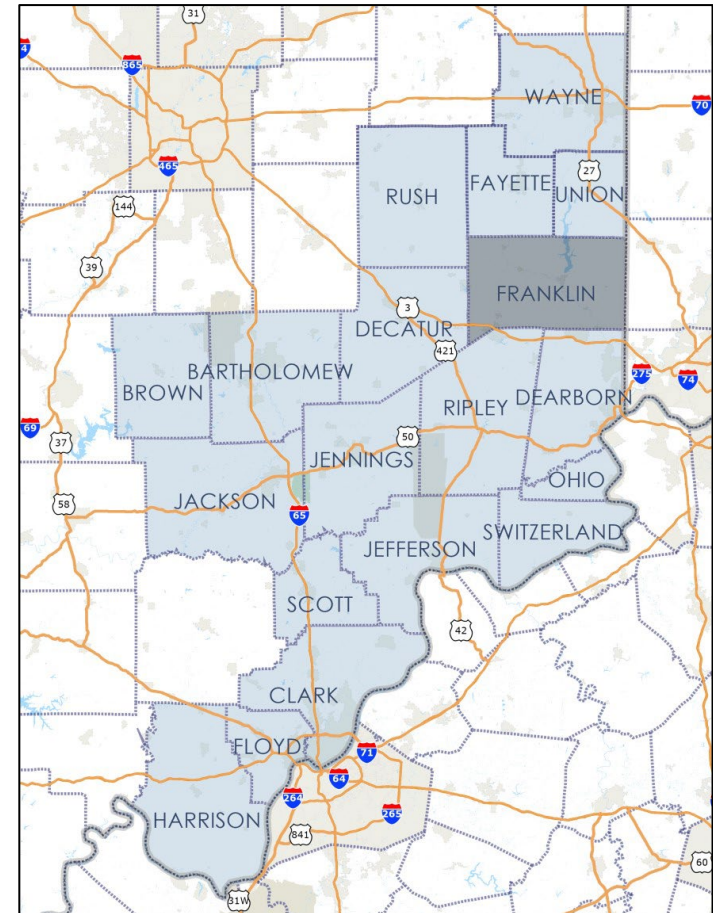 31
4
865
WAYNE
70
465
27
FAYETTE
RUSH
UNION
144
39
FRANKLIN
3
DECATUR
421
BARTHOLOMEW
275
74
BROWN
DEARBORN
RIPLEY
69
37
50
JENNINGS
OHIO
JACKSON
58
65
SWITZERLAND
JEFFERSON
SCOTT
42
CLARK
FLOYD
71
64
264
265
HARRISON
841
60
31W